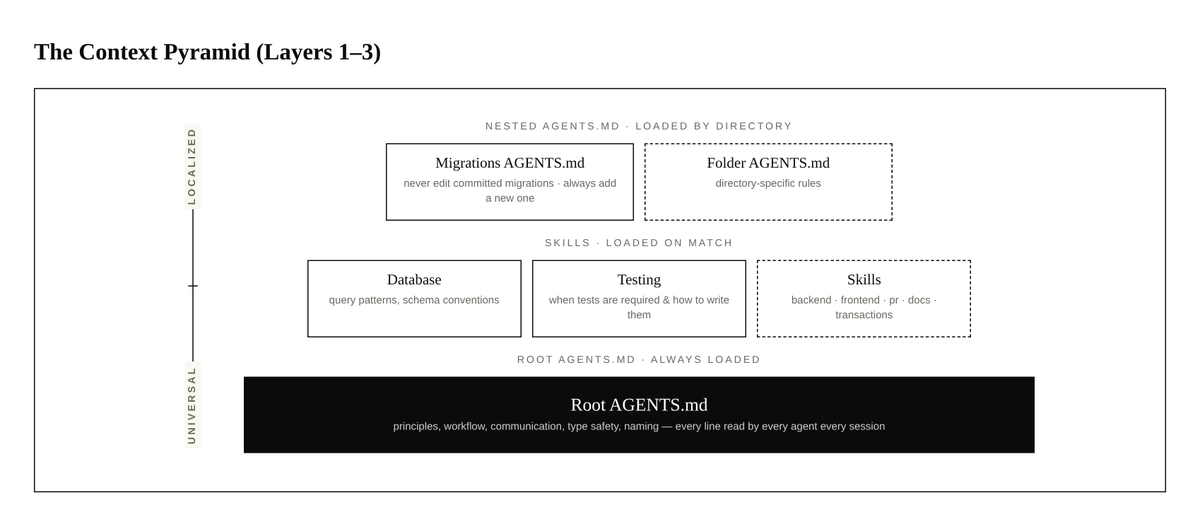 The Context Pyramid (Layers 1–3)
LOCALIZED
UNIVERSAL
NESTED AGENTS.MD · LOADED BY DIRECTORY
Migrations AGENTS.md
never edit committed migrations · always add
a new one
Folder AGENTS.md
directory-specific rules
SKILLS · LOADED ON MATCH
Database
query patterns, schema conventions
Testing
when tests are required & how to write
them
Skills
backend · frontend · pr · docs ·
transactions
ROOT AGENTS.MD · ALWAYS LOADED
Root AGENTS.md
principles, workflow, communication, type safety, naming — every line read by every agent every session